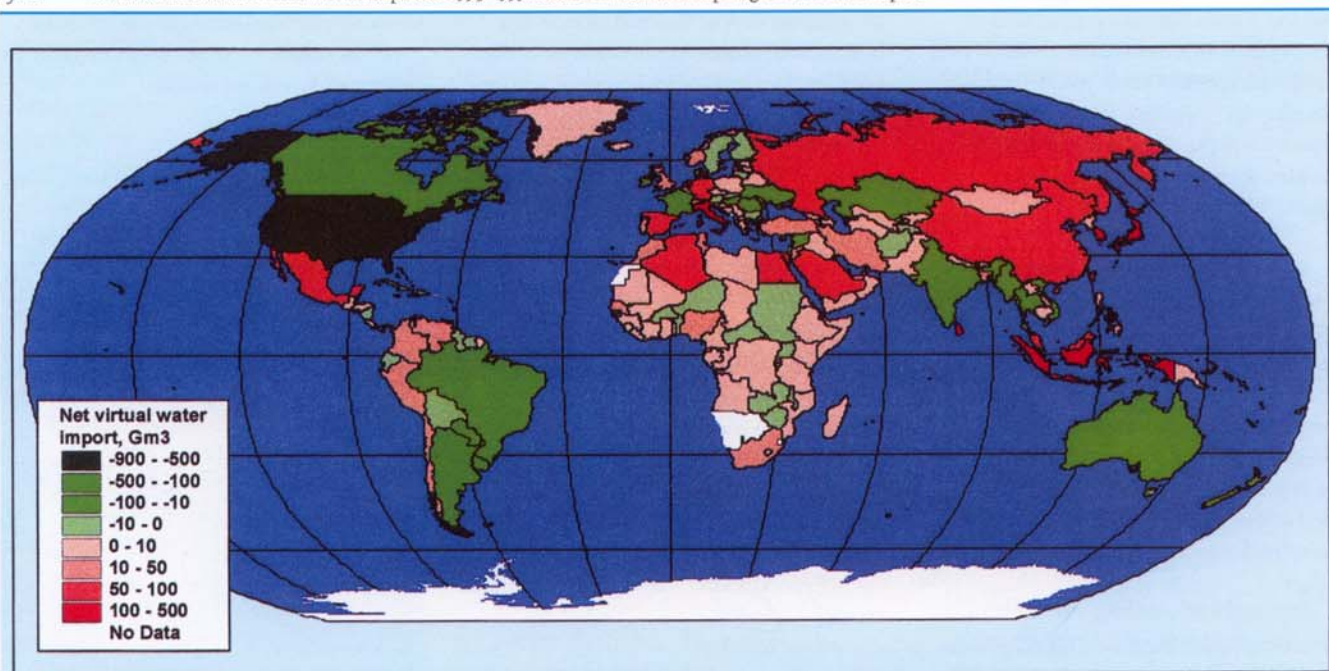 Net virtual water
import, Gm3
-900 - -500
-500 - -100
-100 - -10
-10 - 0
0 - 10
10 - 50
50 - 100
100 - 500
No Data